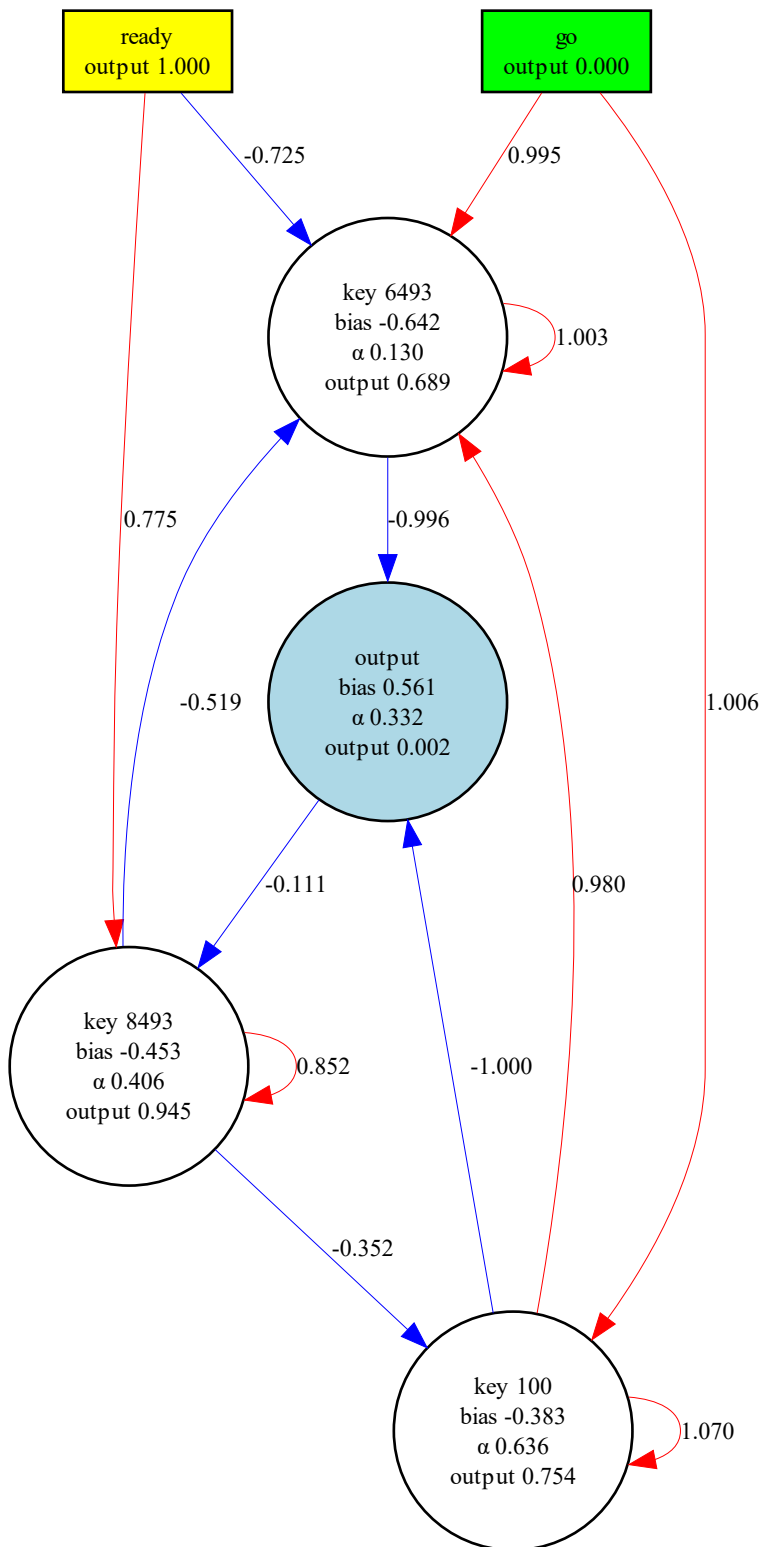 ready
output 1.000
go
output 0.000
-0.725
0.995
key 6493
bias -0.642
α 0.130
output 0.689
1.003
0.775
-0.996
output
bias 0.561
α 0.332
output 0.002
-0.519
1.006
-0.111
0.980
key 8493
bias -0.453
α 0.406
output 0.945
0.852
-1.000
-0.352
key 100
bias -0.383
α 0.636
output 0.754
1.070